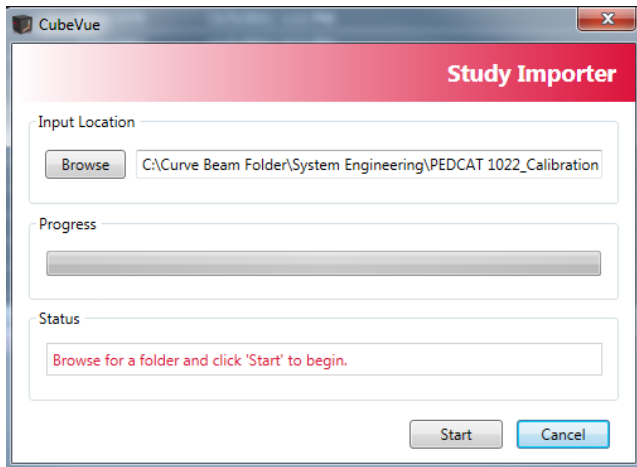 CubeVue
Study Importer
Input Location
Browse C:\Curve Beam Folder\System Engineering\PEDCAT 1022_Calibration
Progress
Status
Browse for a folder and click 'Start' to begin.
Start Cancel